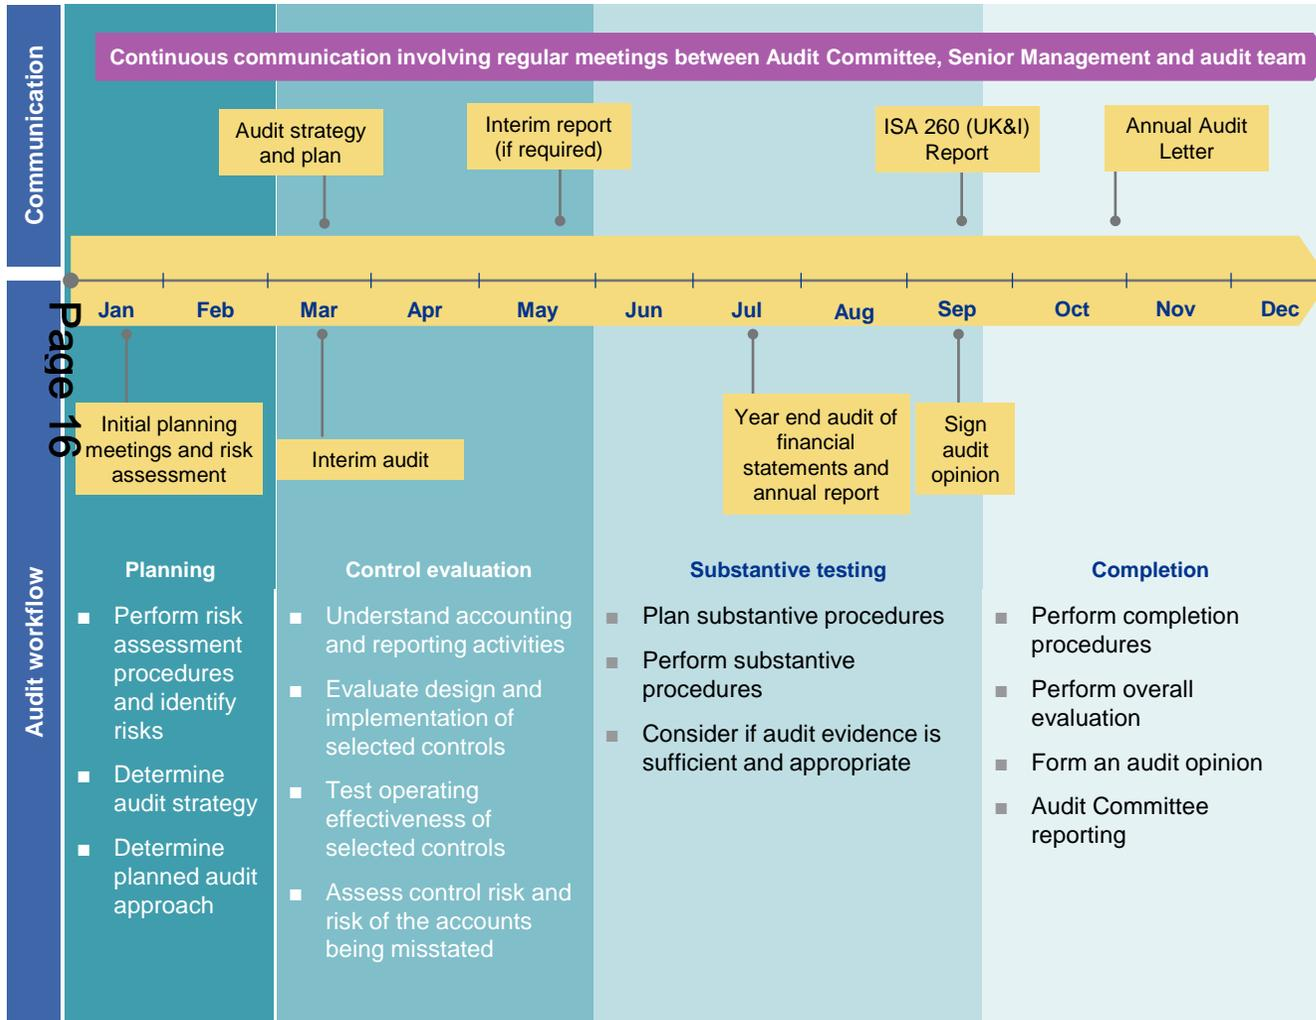 Communication
Continuous communication involving regular meetings between Audit Committee, Senior Management and audit team
Audit strategy
and plan
Interim report
(if required)
ISA 260 (UK&I)
Report
Annual Audit
Letter
Jan Feb Mar Apr May Jun Jul Aug Sep Oct Nov Dec
Page 16
Initial planning
meetings and risk
assessment
Interim audit
Year end audit of
financial
statements and
annual report
Sign
audit
opinion
Audit workflow
Planning
Perform risk
assessment
procedures
and identify
risks
Determine
audit strategy
Determine
planned audit
approach
Control evaluation
Understand accounting
and reporting activities
Evaluate design and
implementation of
selected controls
Test operating
effectiveness of
selected controls
Assess control risk and
risk of the accounts
being misstated
Substantive testing
Plan substantive procedures
Perform substantive
procedures
Consider if audit evidence is
sufficient and appropriate
Completion
Perform completion
procedures
Perform overall
evaluation
Form an audit opinion
Audit Committee
reporting